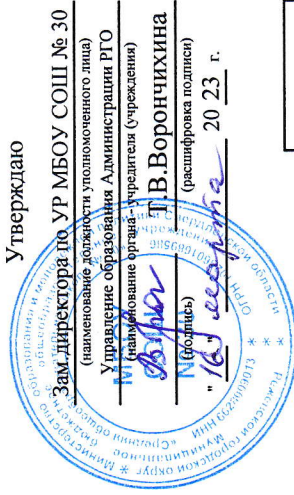 Утверждаю
Зам.директора по УР МБОУ СОШ № 30
(наименование должности уполномоченного лица)
Управление образования Администрации РГО
(наименование органа - учредителя (учреждения)
Т.В.Ворончихина
(подпись) (расшифровка подписи)
" 16 " марта 20 23 г.